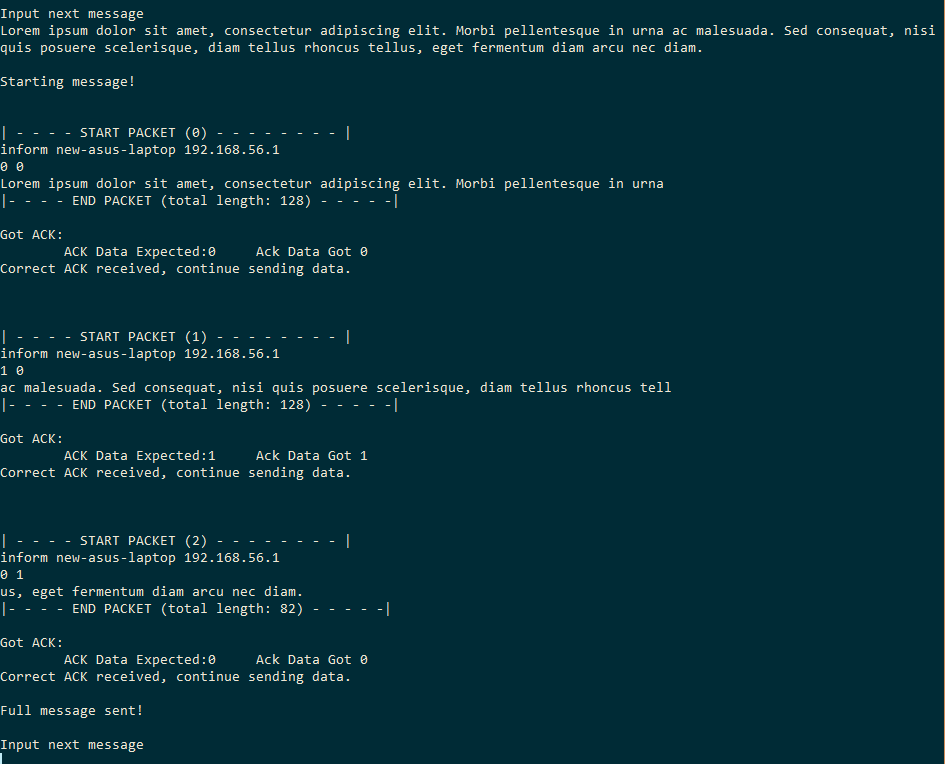 Input next message
Lorem ipsum dolor sit amet, consectetur adipiscing elit. Morbi pellentesque in urna ac malesuada. Sed consequat, nisi
quis posuere scelerisque, diam tellus rhoncus tellus, eget fermentum diam arcu nec diam.
Starting message!
| - - - - START PACKET (0) - - - - - - - - |
inform new-asus-laptop 192.168.56.1
0 0
Lorem ipsum dolor sit amet, consectetur adipiscing elit. Morbi pellentesque in urna
|- - - - END PACKET (total length: 128) - - - - -|
Got ACK:
        ACK Data Expected:0     Ack Data Got 0
Correct ACK received, continue sending data.
| - - - - START PACKET (1) - - - - - - - - |
inform new-asus-laptop 192.168.56.1
1 0
ac malesuada. Sed consequat, nisi quis posuere scelerisque, diam tellus rhoncus tell
|- - - - END PACKET (total length: 128) - - - - -|
Got ACK:
        ACK Data Expected:1     Ack Data Got 1
Correct ACK received, continue sending data.
| - - - - START PACKET (2) - - - - - - - - |
inform new-asus-laptop 192.168.56.1
0 1
us, eget fermentum diam arcu nec diam.
|- - - - END PACKET (total length: 82) - - - - -|
Got ACK:
        ACK Data Expected:0     Ack Data Got 0
Correct ACK received, continue sending data.
Full message sent!
Input next message